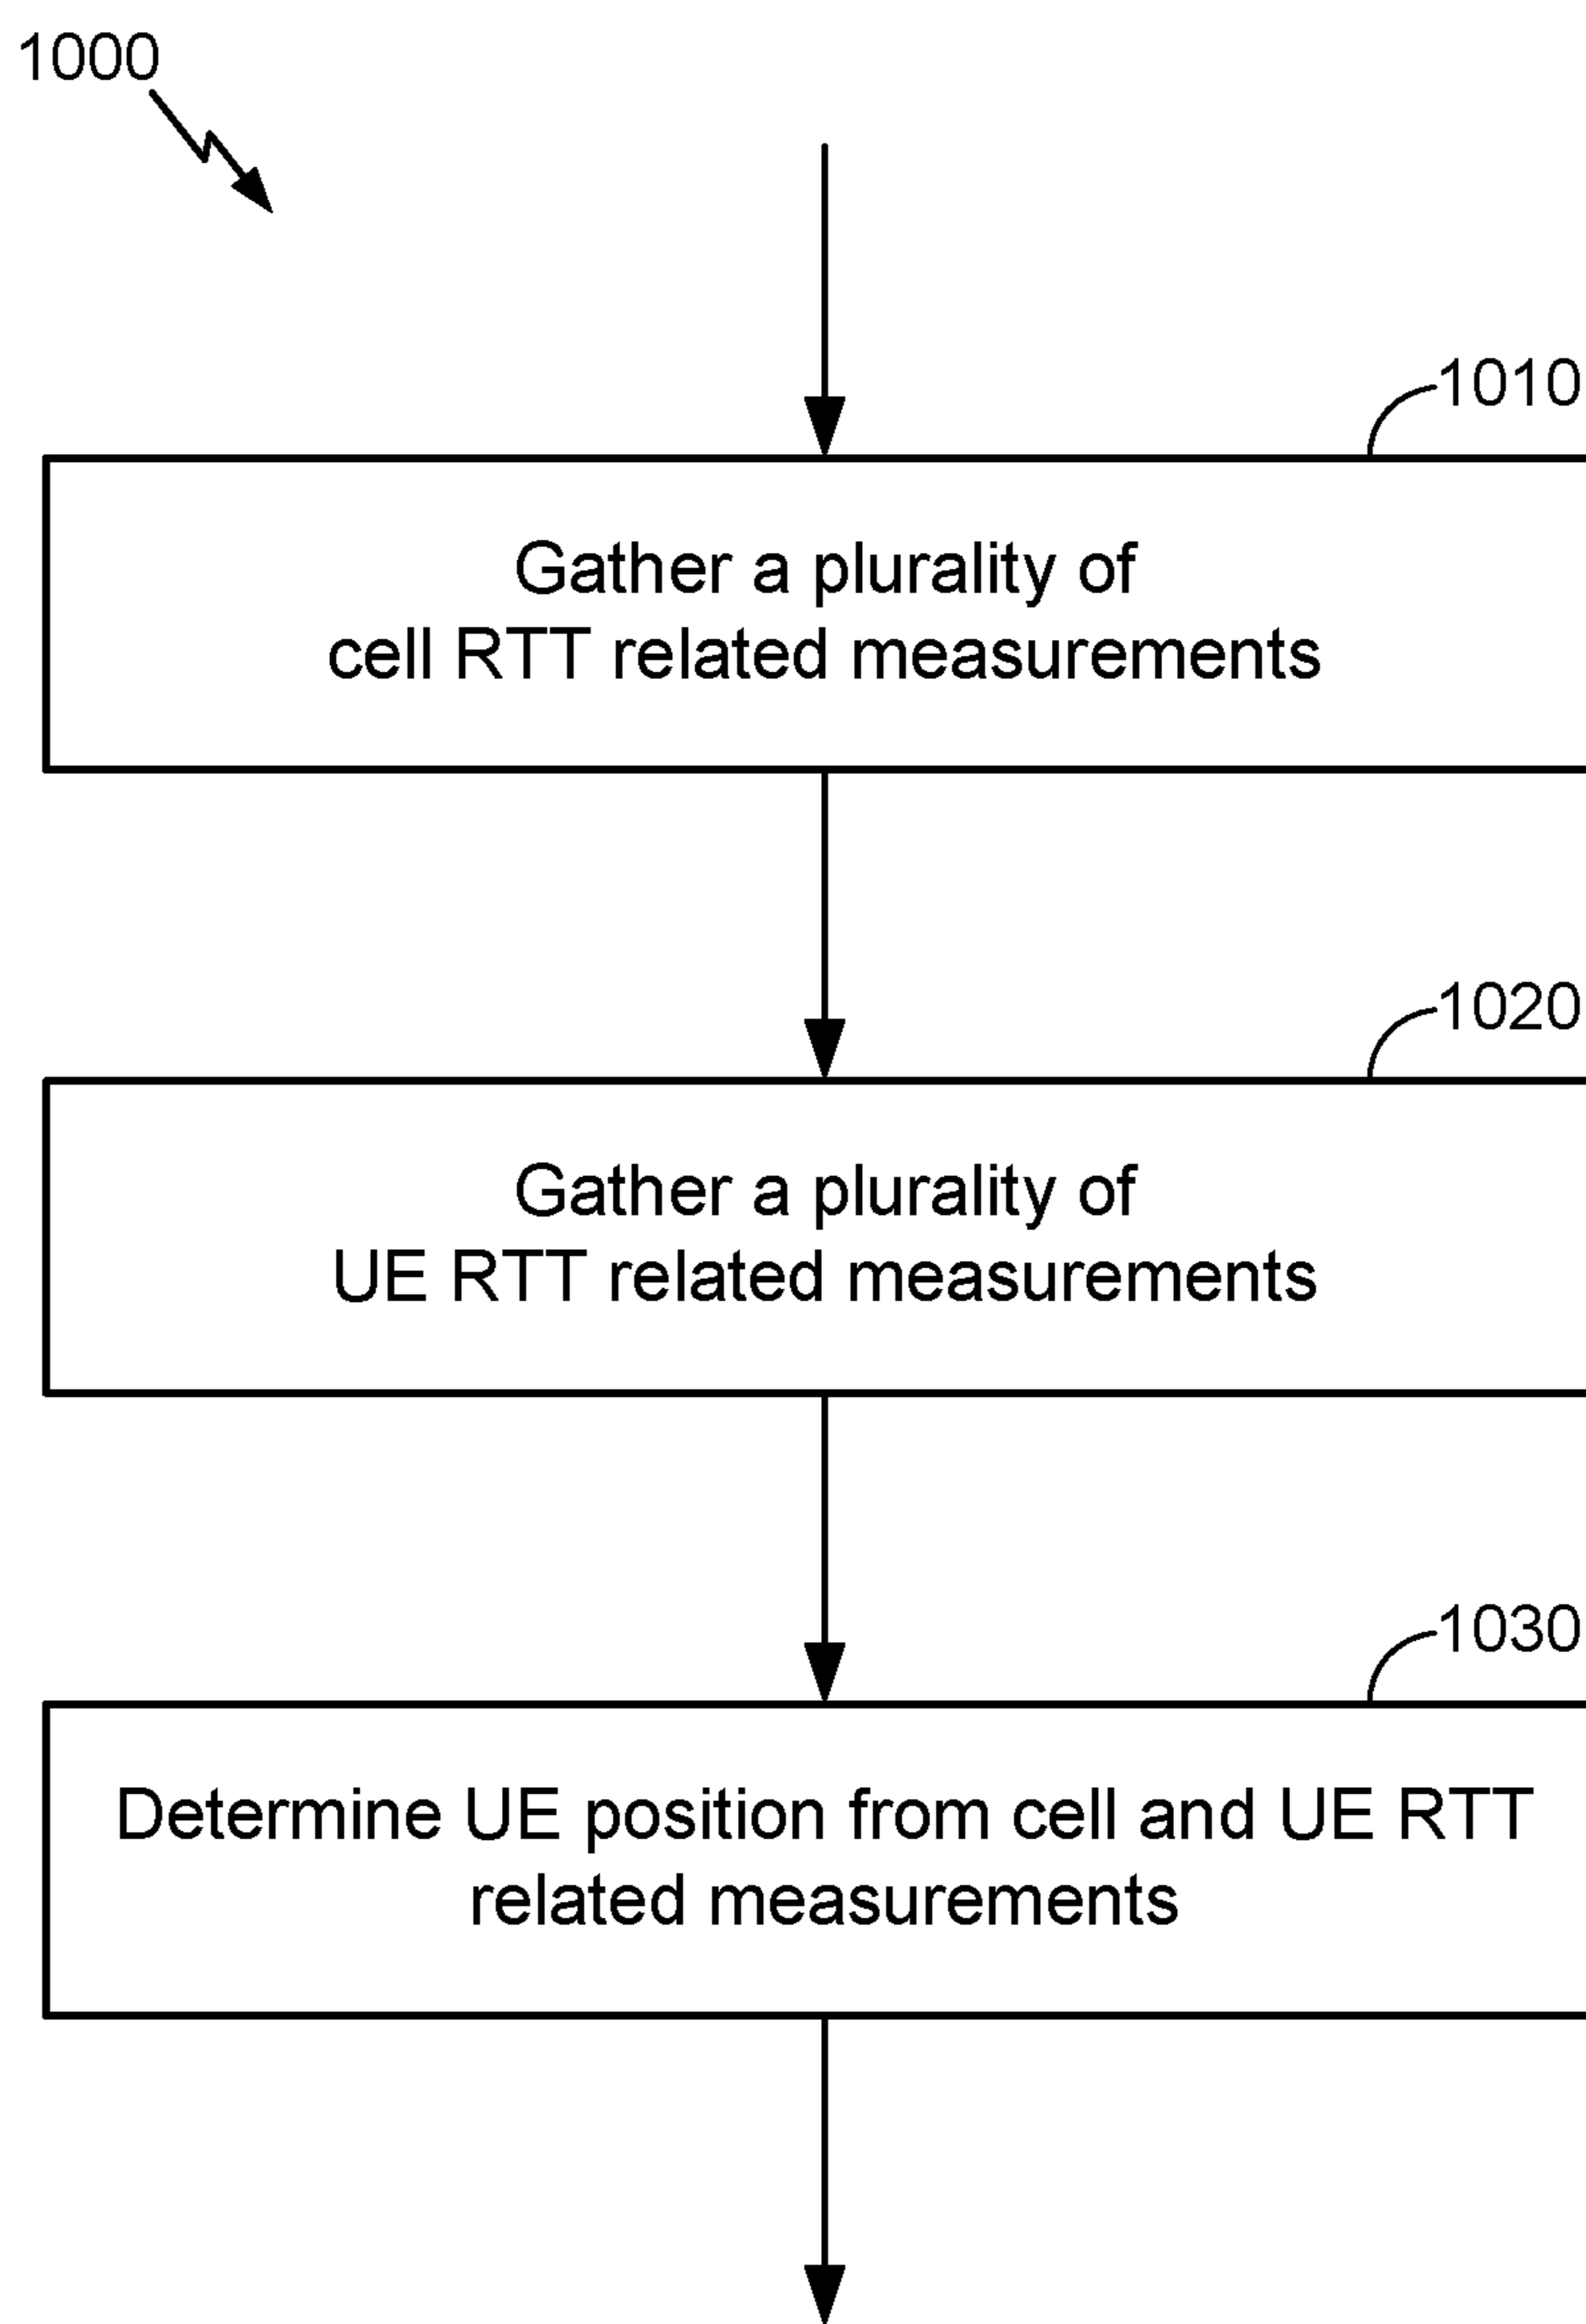 1000
1010
Gather a plurality of
cell RTT related measurements
1020
Gather a plurality of
UE RTT related measurements
1030
Determine UE position from cell and UE RTT
related measurements